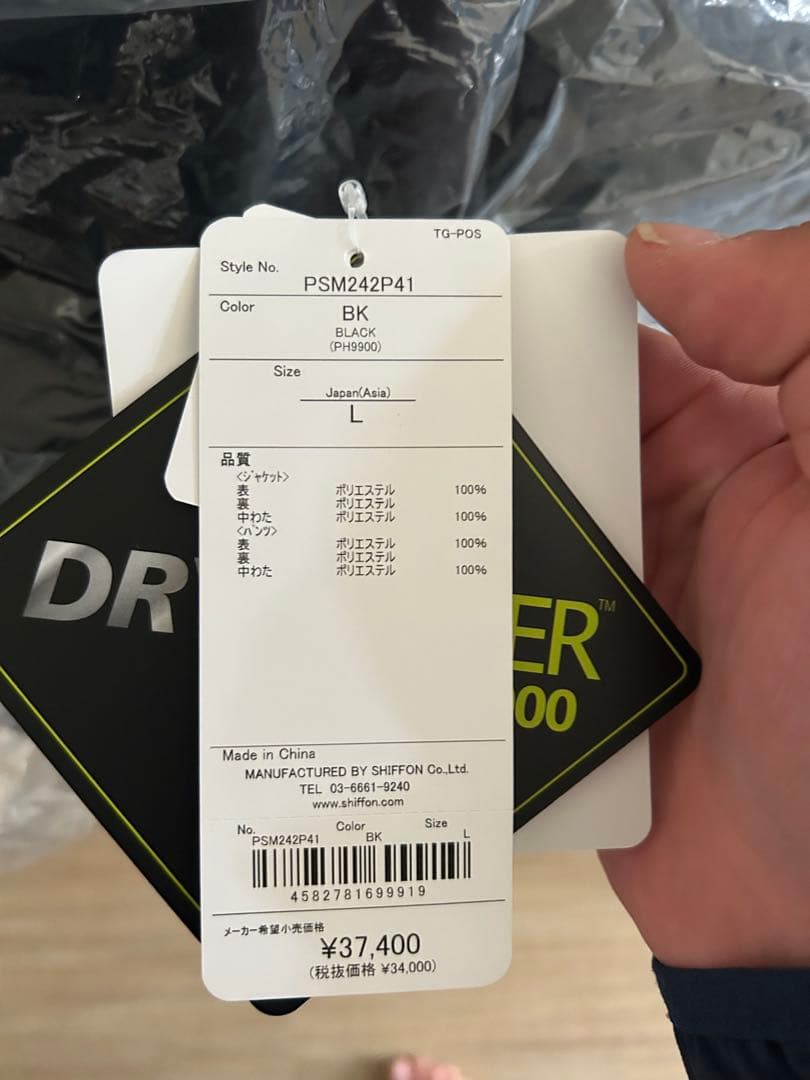 TG-POS
Style No.
PSM242P41
Color
BK
BLACK
(PH9900)
Size
Japan(Asia)
L
品質
<ｼﾞｬｹｯﾄ>
表 ポリエステル 100%
裏 ポリエステル
中わた ポリエステル 100%
<ﾊﾟﾝﾂ>
表 ポリエステル 100%
裏 ポリエステル
中わた ポリエステル 100%
DR
ER™
000
Made in China
MANUFACTURED BY SHIFFON Co.,Ltd.
TEL 03-6661-9240
www.shiffon.com
No. Color Size
PSM242P41 BK L
4582781699919
メーカー希望小売価格
¥37,400
(税抜価格 ¥34,000)